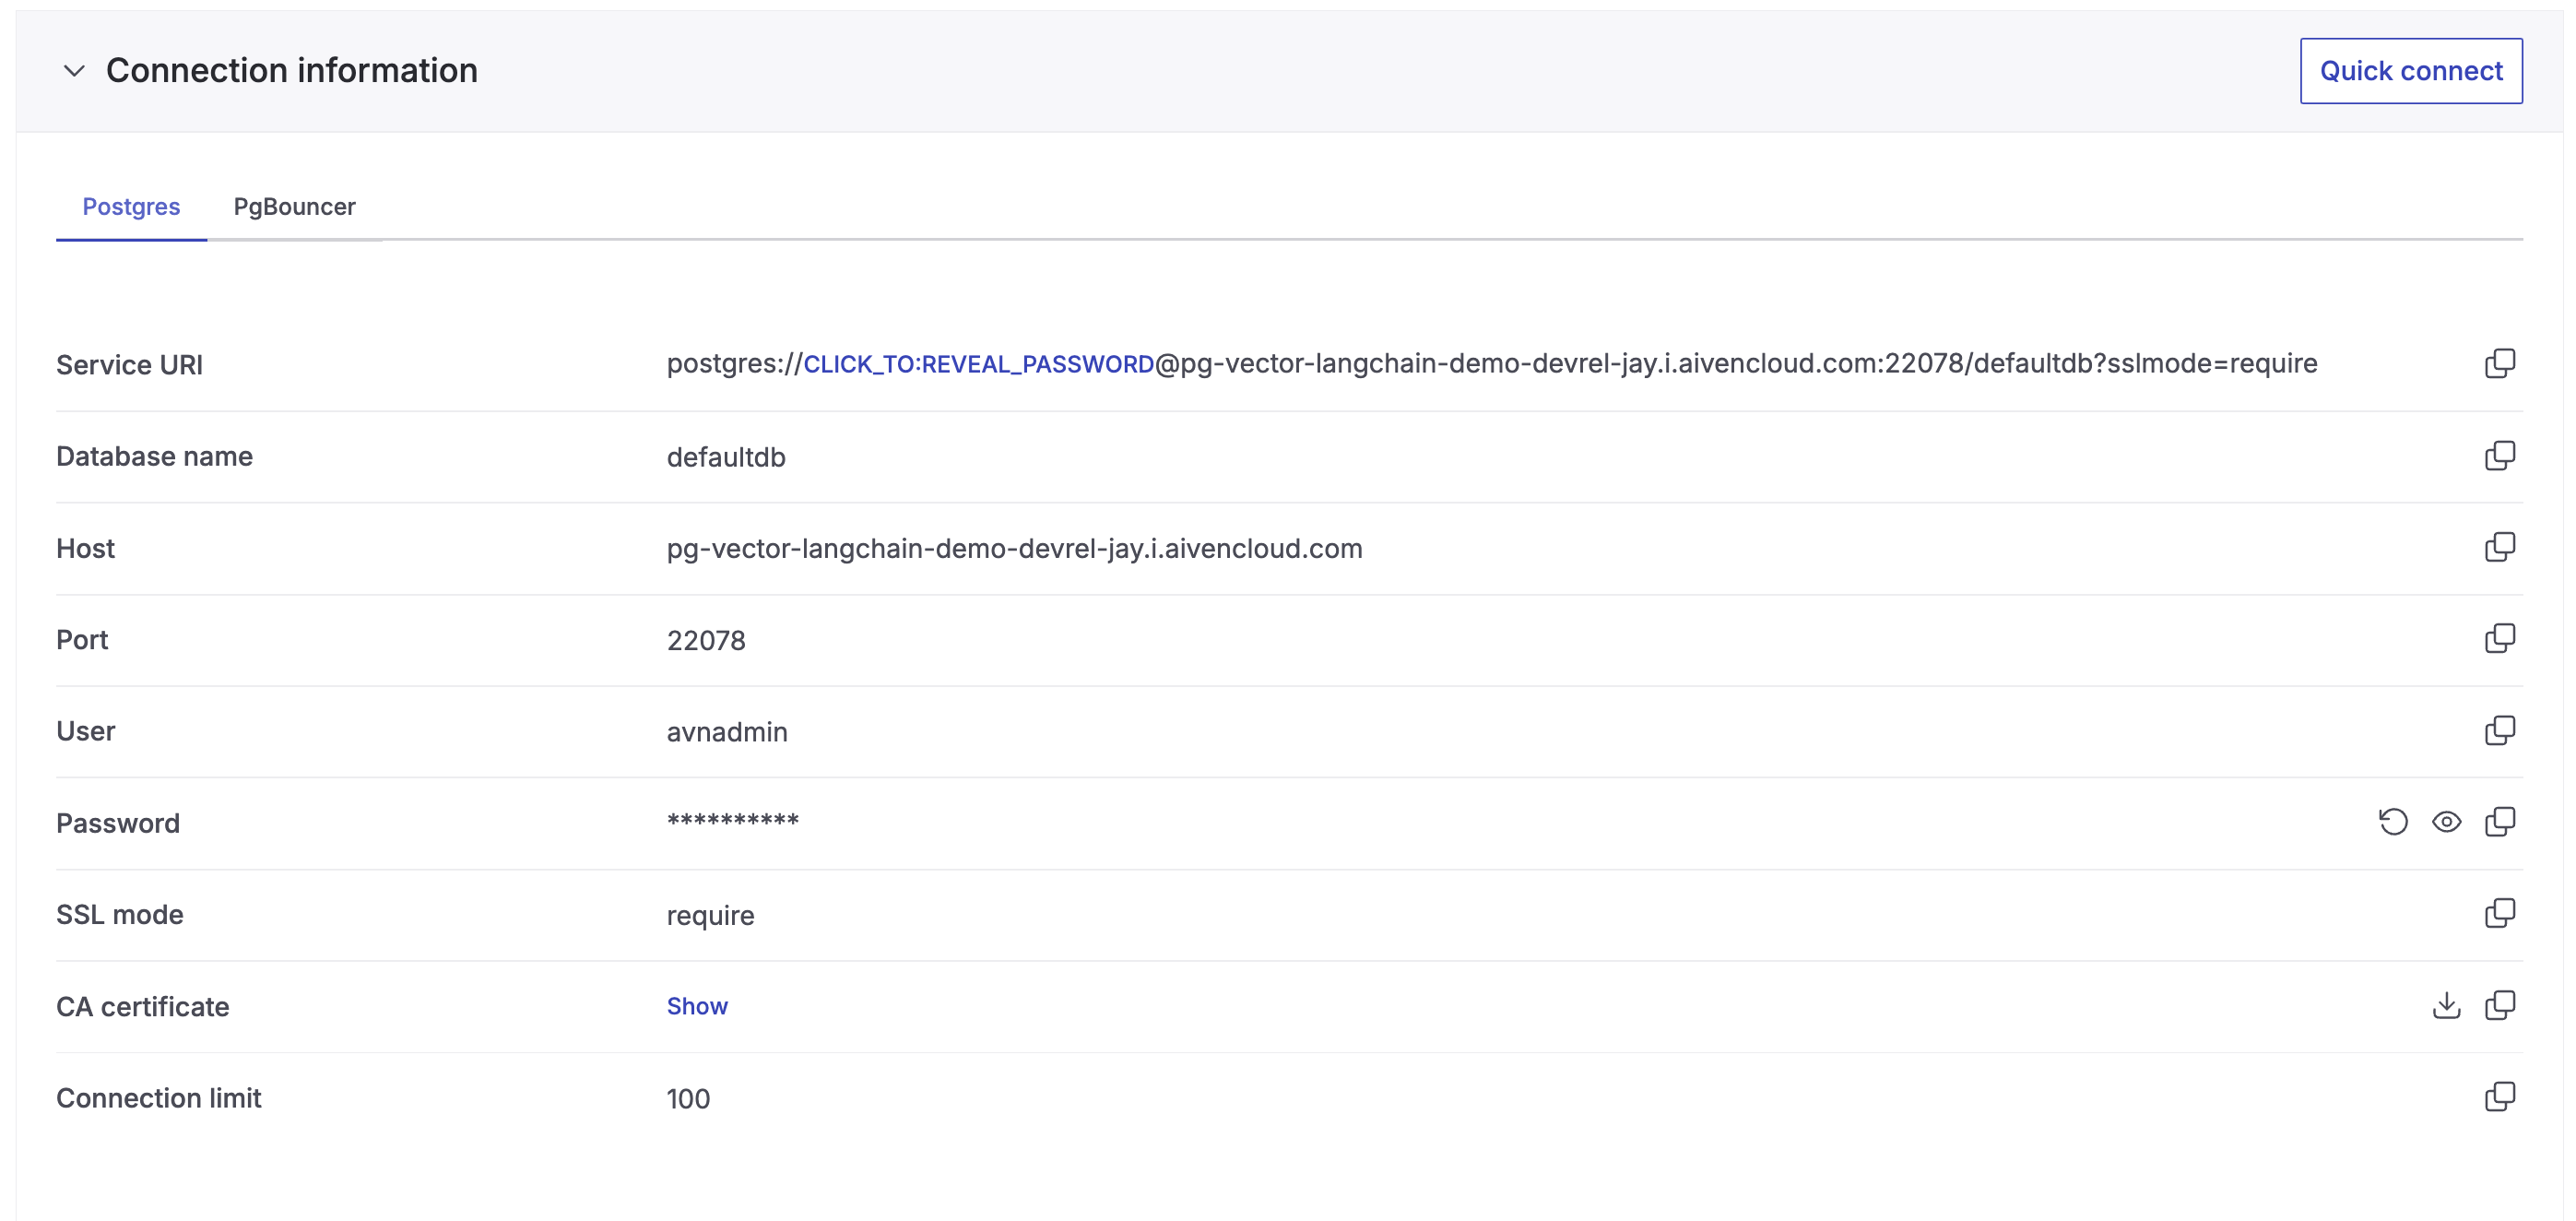 Connection information
Quick connect
Postgres PgBouncer
Service URI postgres://CLICK_TO:REVEAL_PASSWORD@pg-vector-langchain-demo-devrel-jay.i.aivencloud.com:22078/defaultdb?sslmode=require
Database name defaultdb
Host pg-vector-langchain-demo-devrel-jay.i.aivencloud.com
Port 22078
User avnadmin
Password **********
SSL mode require
CA certificate Show
Connection limit 100